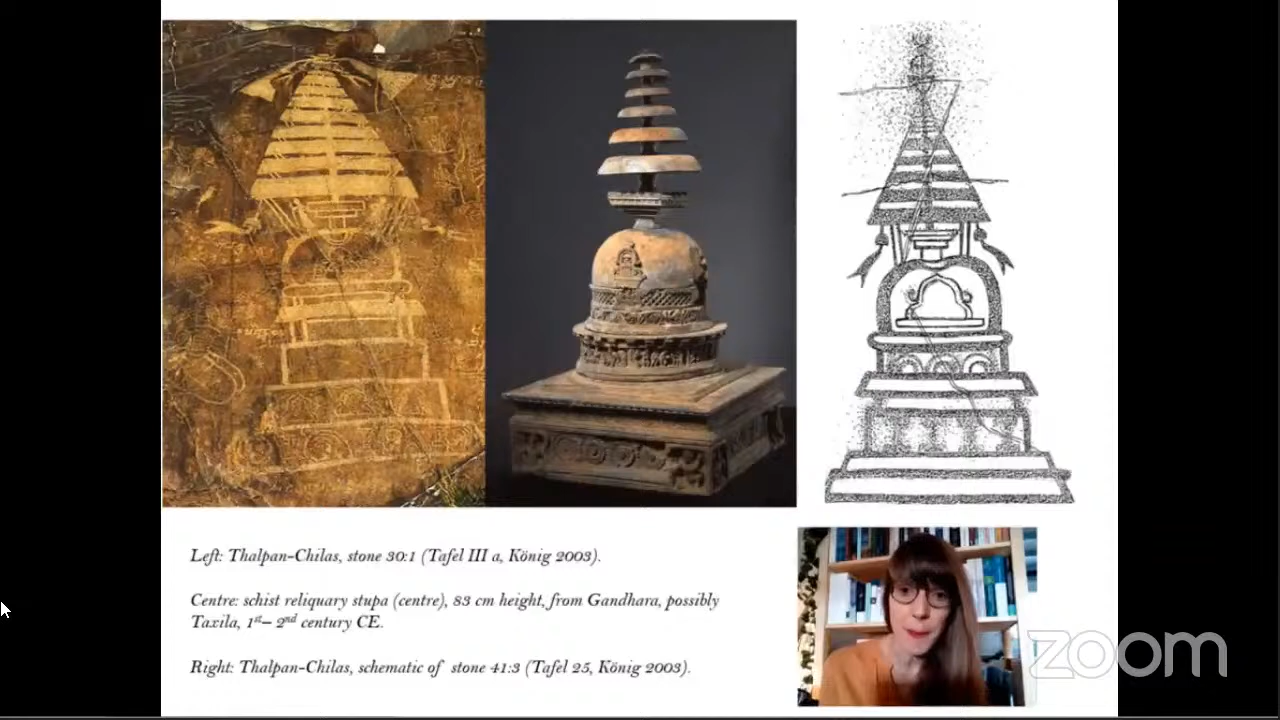 Left: Thalpan-Chilas, stone 30:1 (Tafel III a, König 2003).
Centre: schist reliquary stupa (centre), 83 cm height, from Gandhara, possibly
Taxila, 1st– 2nd century CE.
Right: Thalpan-Chilas, schematic of stone 41:3 (Tafel 25, König 2003).
zoom